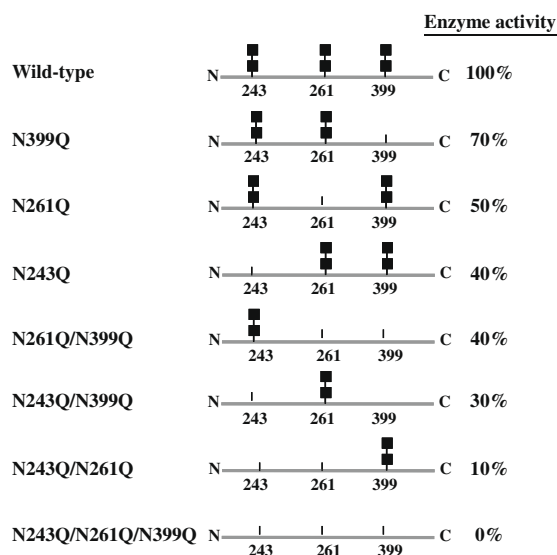 Enzyme activity
Wild-type N C 100%
243 261 399
N399Q N C 70%
243 261 399
N261Q N C 50%
243 261 399
N243Q N C 40%
243 261 399
N261Q/N399Q N C 40%
243 261 399
N243Q/N399Q N C 30%
243 261 399
N243Q/N261Q N C 10%
243 261 399
N243Q/N261Q/N399Q N C 0%
243 261 399